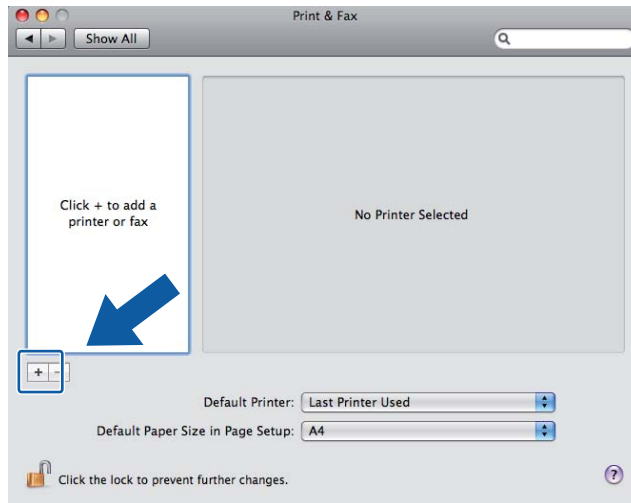 Print & Fax
Show All
Click + to add a
printer or fax
No Printer Selected
+ -
Default Printer: Last Printer Used
Default Paper Size in Page Setup: A4
Click the lock to prevent further changes.
?